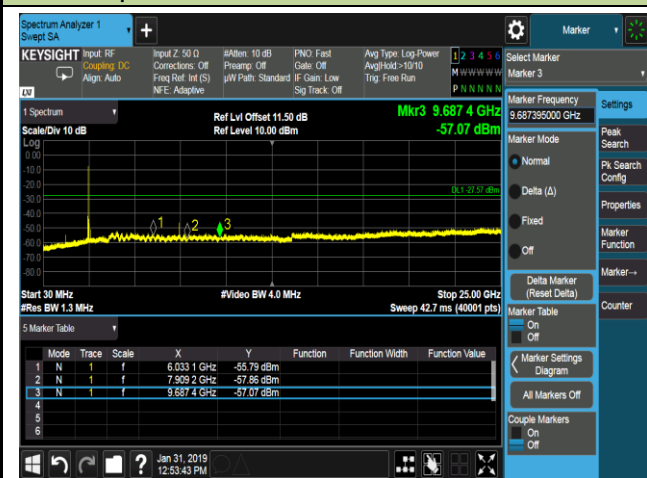 Spectrum Analyzer 1
Swept SA
+
Marker
KEYSIGHT
Input: RF
Coupling: DC
Align: Auto
Input Z: 50 Ω
Corrections: Off
Freq Ref: Int (S)
NFE: Adaptive
#Atten: 10 dB
Preamp: Off
µW Path: Standard
PNO: Fast
Gate: Off
IF Gain: Low
Sig Track: Off
Avg Type: Log-Power
Avg|Hold:>10/10
Trig: Free Run
1 2 3 4 5 6
M W W W W W
P N N N N N
LXI
1 Spectrum
Scale/Div 10 dB
Ref Lvl Offset 11.50 dB
Ref Level 10.00 dBm
Mkr3 9.687 4 GHz
-57.07 dBm
Log
0.00
-10.0
-20.0
-30.0
-40.0
-50.0
-60.0
-70.0
-80.0
DL1 -27.57 dBm
1
2
3
Start 30 MHz
#Res BW 1.3 MHz
#Video BW 4.0 MHz
Stop 25.00 GHz
Sweep 42.7 ms (40001 pts)
5 Marker Table
Mode Trace Scale X Y Function Function Width Function Value
1 N 1 f 6.033 1 GHz -55.79 dBm
2 N 1 f 7.909 2 GHz -57.86 dBm
3 N 1 f 9.687 4 GHz -57.07 dBm
4
5
6
?
Jan 31, 2019
12:53:43 PM
Select Marker
Marker 3
Marker Frequency
9.687395000 GHz
Marker Mode
Normal
Delta (Δ)
Fixed
Off
Delta Marker
(Reset Delta)
Marker Table
On
Off
Marker Settings
Diagram
All Markers Off
Couple Markers
On
Off
Settings
Peak
Search
Pk Search
Config
Properties
Marker
Function
Marker→
Counter